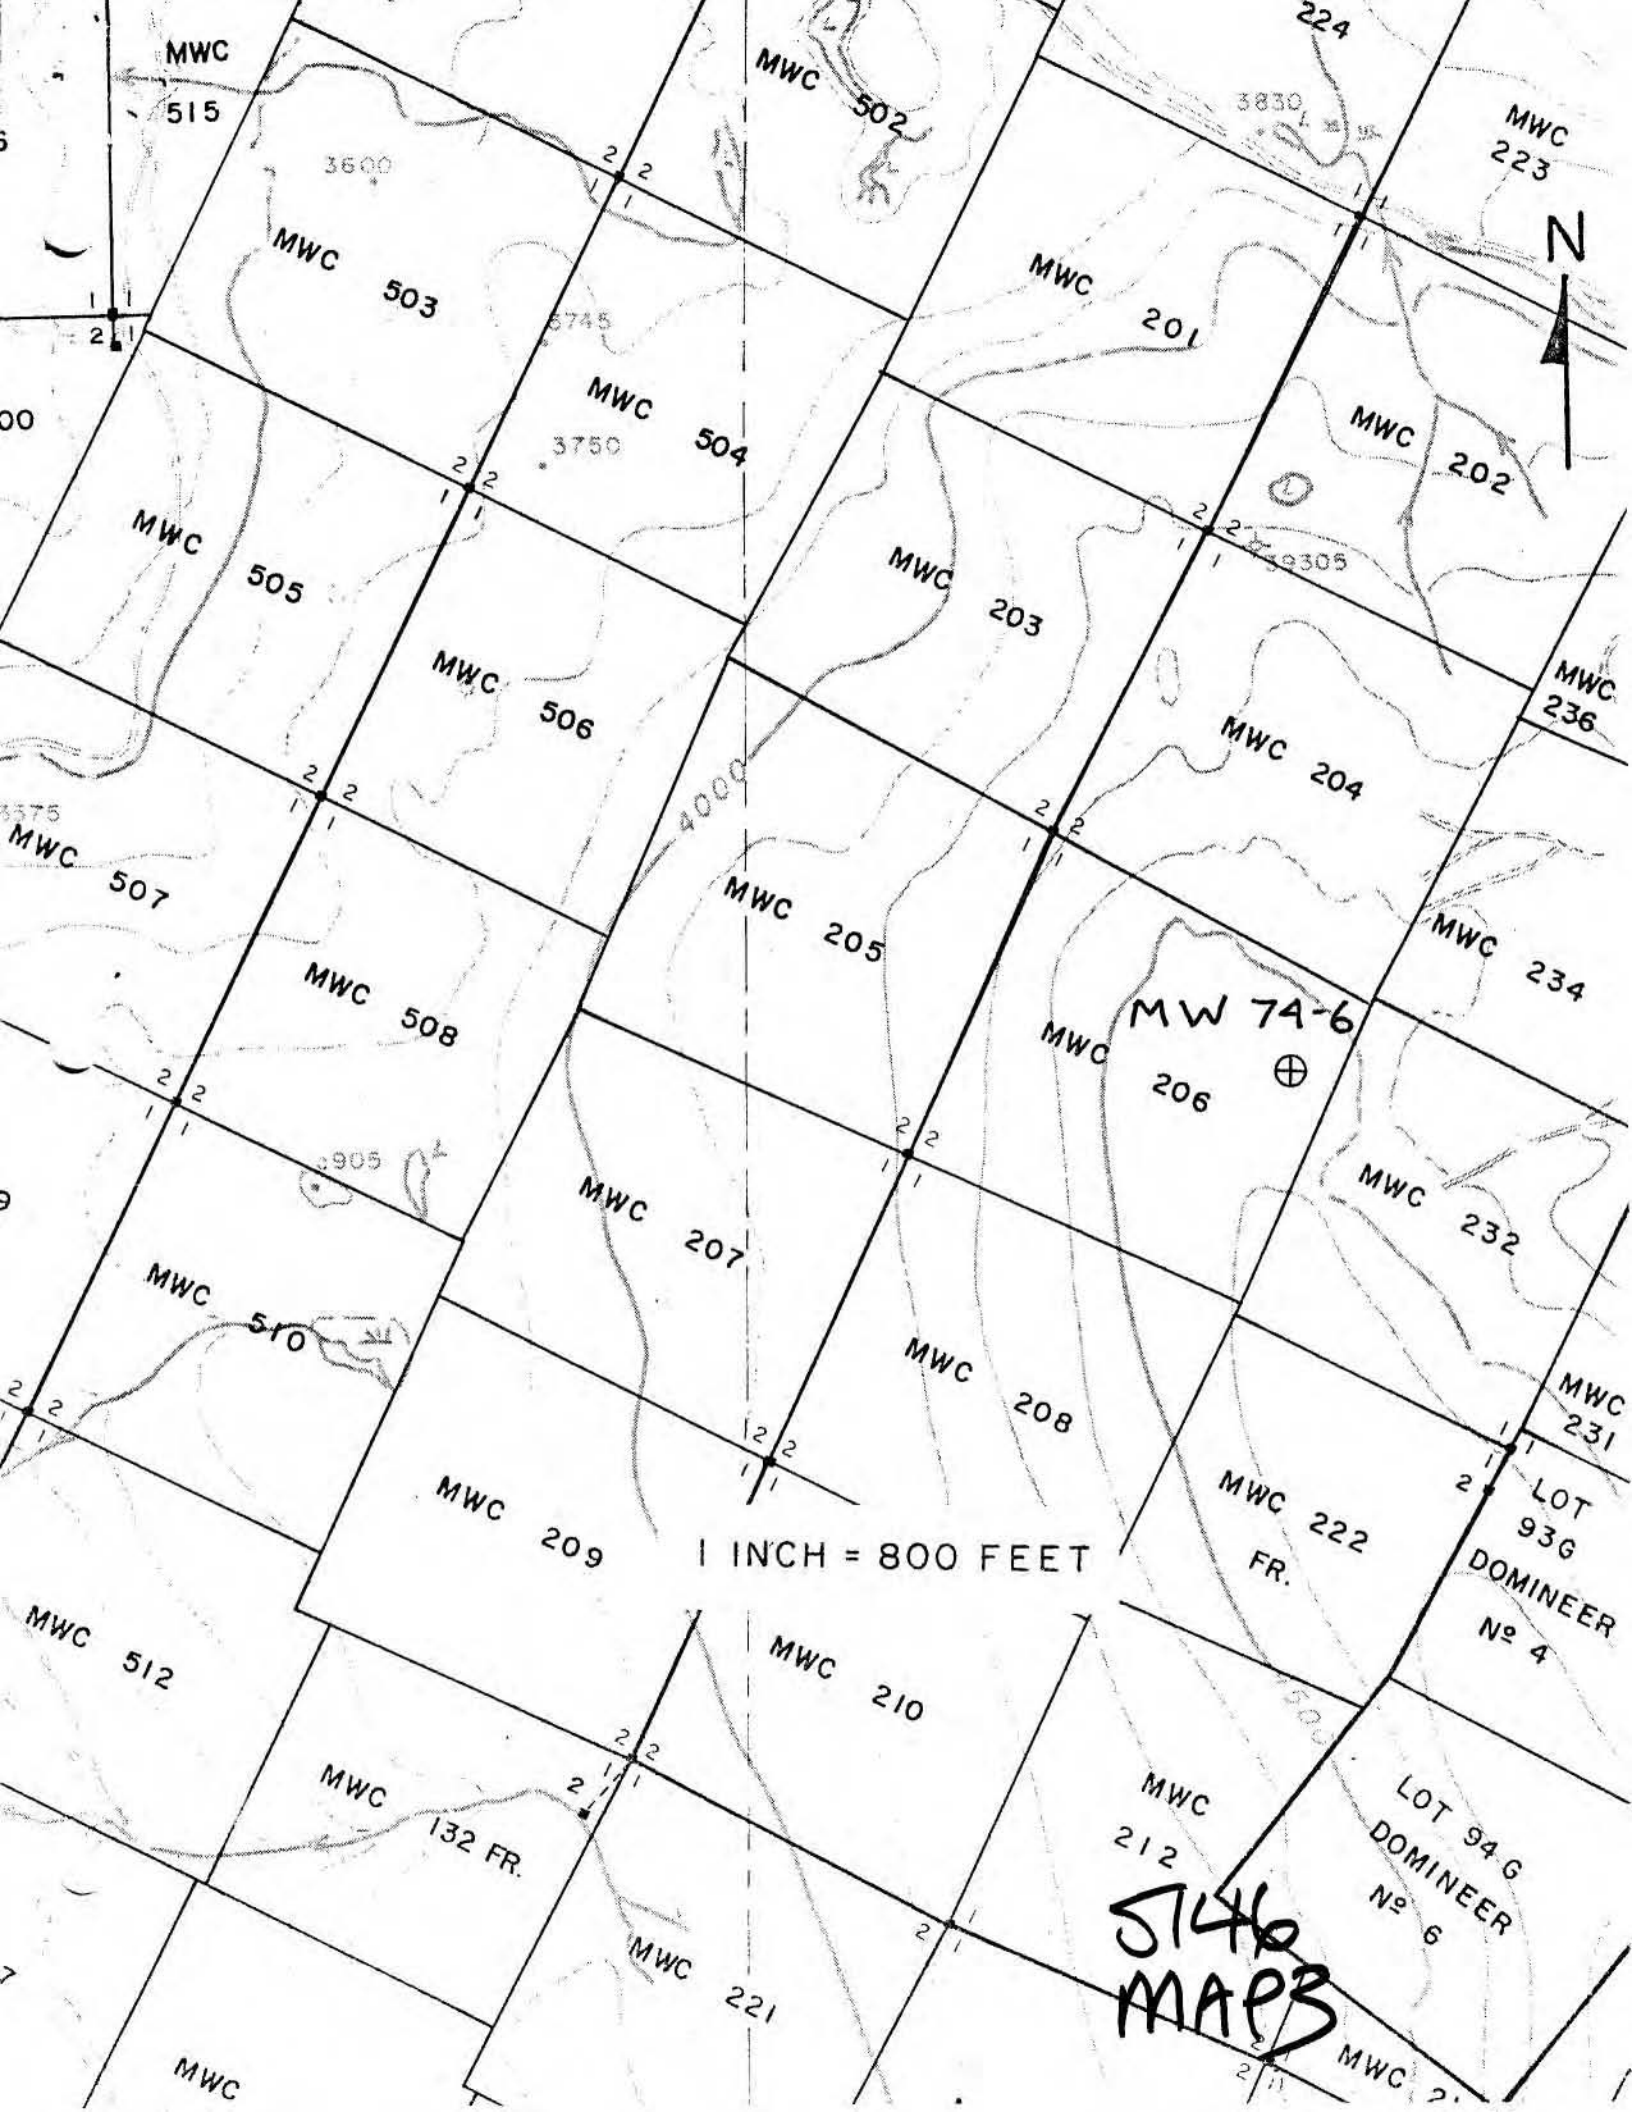 224
MWC
515
MWC 502
3830
MWC
223
3600
N
MWC 503
MWC 201
3745
MWC 504
3750
MWC 202
00
MWC 505
MWC 203
39305
MWC 506
MWC 204
MWC
236
4000
3575
MWC 507
MWC 205
MWC 234
MWC 508
MW 74-6
MWC 206
905
MWC 207
MWC 232
MWC 510
MWC 208
MWC
231
MWC 209
MWC 222
FR.
LOT
93G
DOMINEER
Nº 4
1 INCH = 800 FEET
MWC 512
MWC 210
MWC
132 FR.
MWC
212
LOT 94 G
DOMINEER
Nº 6
5146
MAP3
MWC 221
MWC
MWC